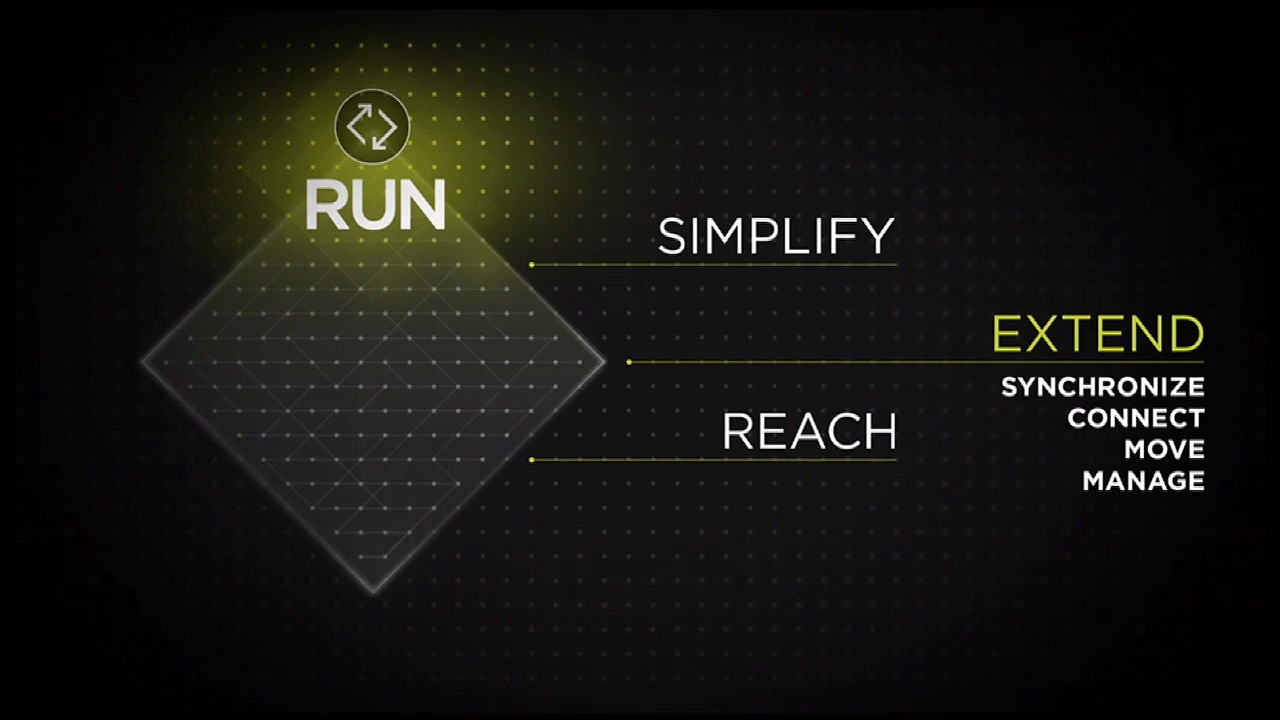 RUN
SIMPLIFY
EXTEND
SYNCHRONIZE
CONNECT
MOVE
MANAGE
REACH